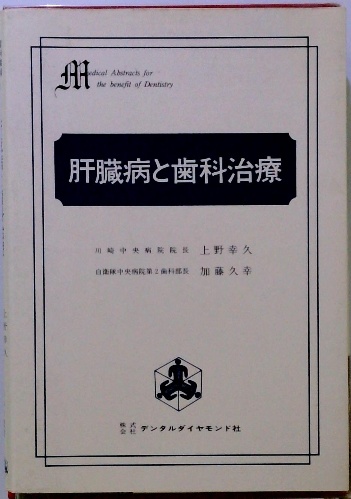 Medical Abstracts for
the benefit of Dentistry
肝臓病と歯科治療
川崎中央病院院長 上野幸久
自衛隊中央病院第2歯科部長 加藤久幸
株式会社 デンタルダイヤモンド社